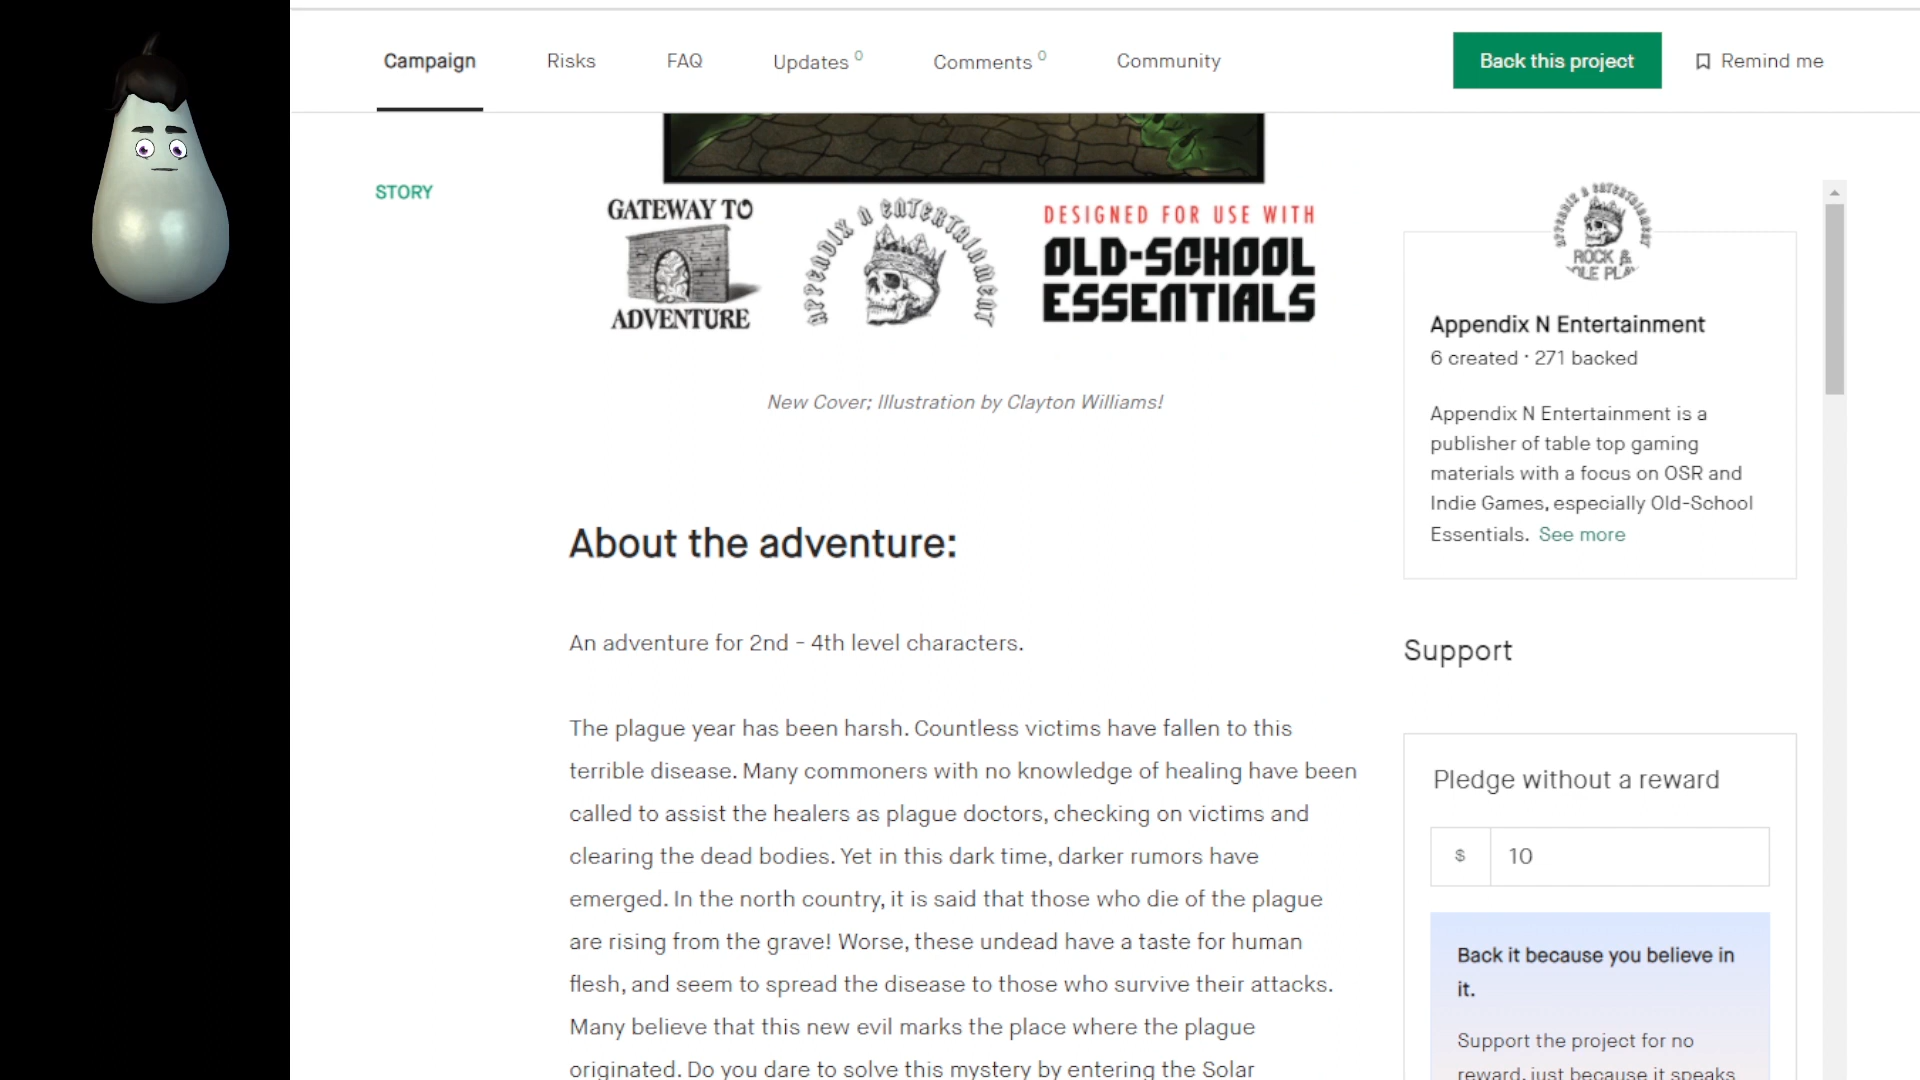 Campaign
Risks
FAQ
Updates 0
Comments 0
Community
Back this project
Remind me
STORY
GATEWAY TO
ADVENTURE
APPENDIX N ENTERTAINMENT
DESIGNED FOR USE WITH
OLD-SCHOOL
ESSENTIALS
New Cover; Illustration by Clayton Williams!
About the adventure:
An adventure for 2nd - 4th level characters.
The plague year has been harsh. Countless victims have fallen to this
terrible disease. Many commoners with no knowledge of healing have been
called to assist the healers as plague doctors, checking on victims and
clearing the dead bodies. Yet in this dark time, darker rumors have
emerged. In the north country, it is said that those who die of the plague
are rising from the grave! Worse, these undead have a taste for human
flesh, and seem to spread the disease to those who survive their attacks.
Many believe that this new evil marks the place where the plague
originated. Do you dare to solve this mystery by entering the Solar
APPENDIX N ENTERTAINMENT
ROCK &
Appendix N Entertainment
6 created · 271 backed
Appendix N Entertainment is a
publisher of table top gaming
materials with a focus on OSR and
Indie Games, especially Old-School
Essentials. See more
Support
Pledge without a reward
$ 10
Back it because you believe in
it.
Support the project for no
reward, just because it speaks